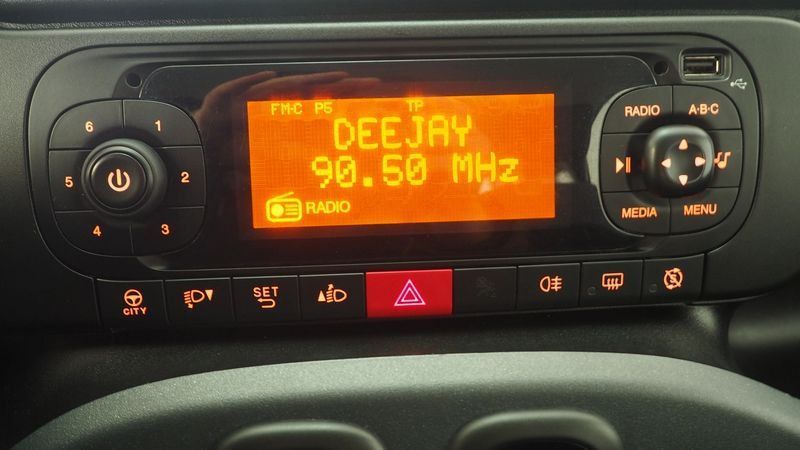 FM-C P5 TP
DEEJAY
90.50 MHz
RADIO
6 1
5 2
4 3
RADIO A·B·C
MEDIA MENU
CITY
SET